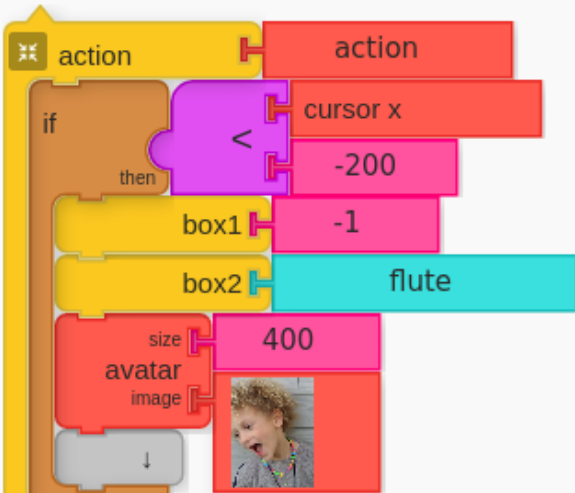 action action
if < cursor x
-200
then
box1 -1
box2 flute
size 400
avatar
image
↓